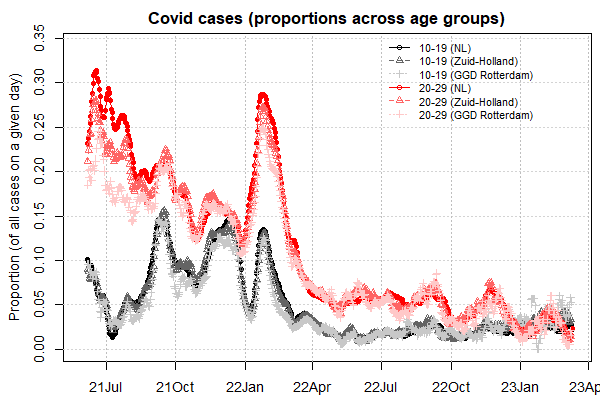 Covid cases (proportions across age groups)
Proportion (of all cases on a given day)
0.35
0.30
0.25
0.20
0.15
0.10
0.05
0.00
10-19 (NL)
10-19 (Zuid-Holland)
10-19 (GGD Rotterdam)
20-29 (NL)
20-29 (Zuid-Holland)
20-29 (GGD Rotterdam)
21Jul
21Oct
22Jan
22Apr
22Jul
22Oct
23Jan
23Ap